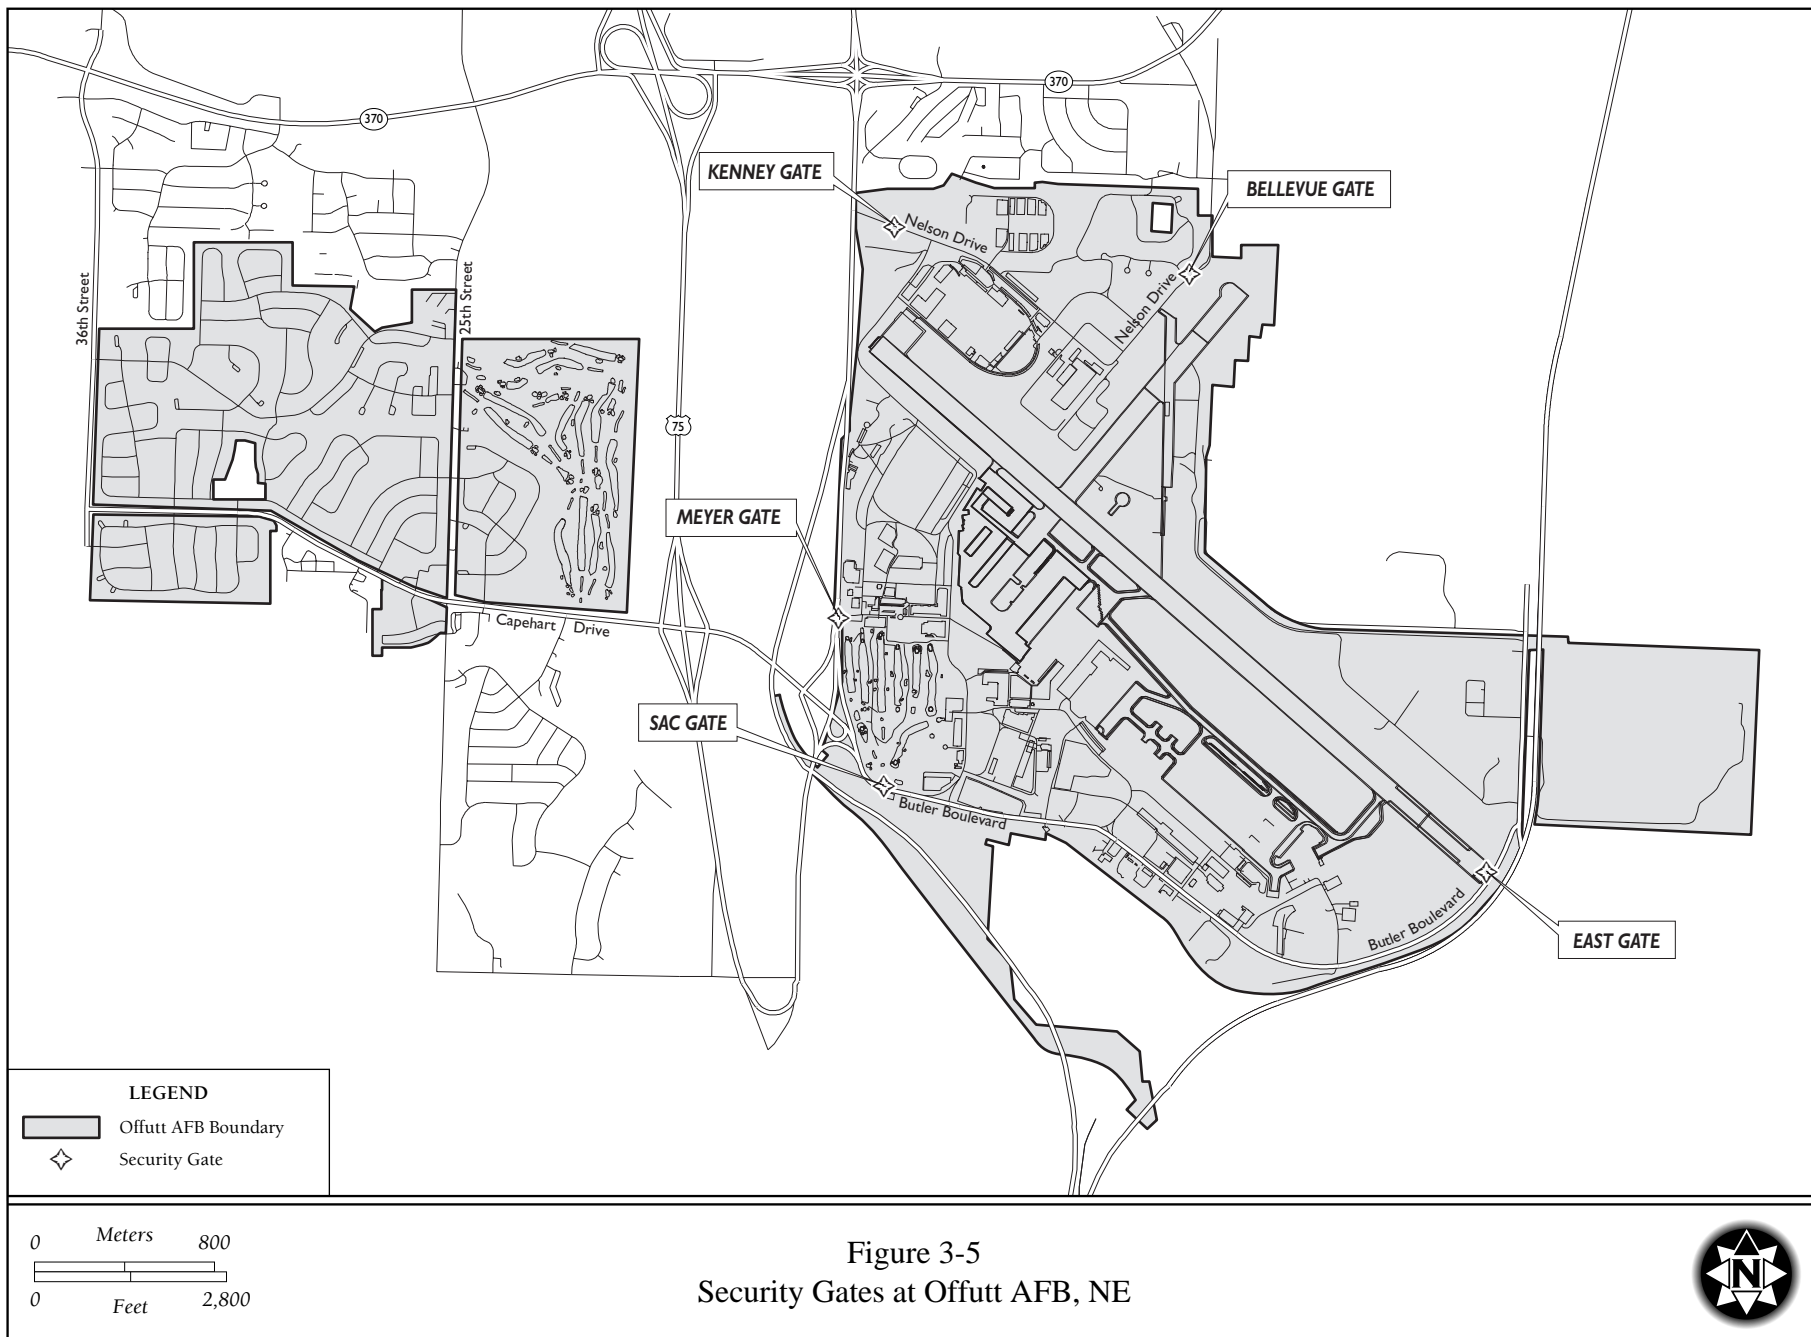 370
370
KENNEY GATE
BELLEVUE GATE
Nelson Drive
Nelson Drive
36th Street
25th Street
75
MEYER GATE
Capehart Drive
SAC GATE
Butler Boulevard
Butler Boulevard
EAST GATE
LEGEND
Offutt AFB Boundary
Security Gate
0 Meters 800
0 Feet 2,800
Figure 3-5
Security Gates at Offutt AFB, NE
N